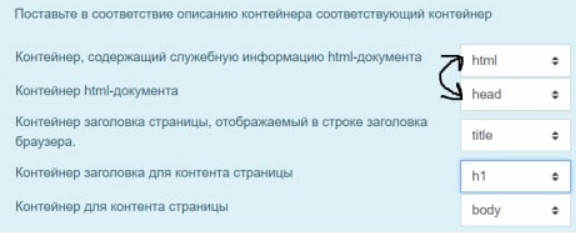 Поставьте в соответствие описанию контейнера соответствующий контейнер
Контейнер, содержащий служебную информацию html-документа html
Контейнер html-документа head
Контейнер заголовка страницы, отображаемый в строке заголовка
браузера. title
Контейнер заголовка для контента страницы h1
Контейнер для контента страницы body